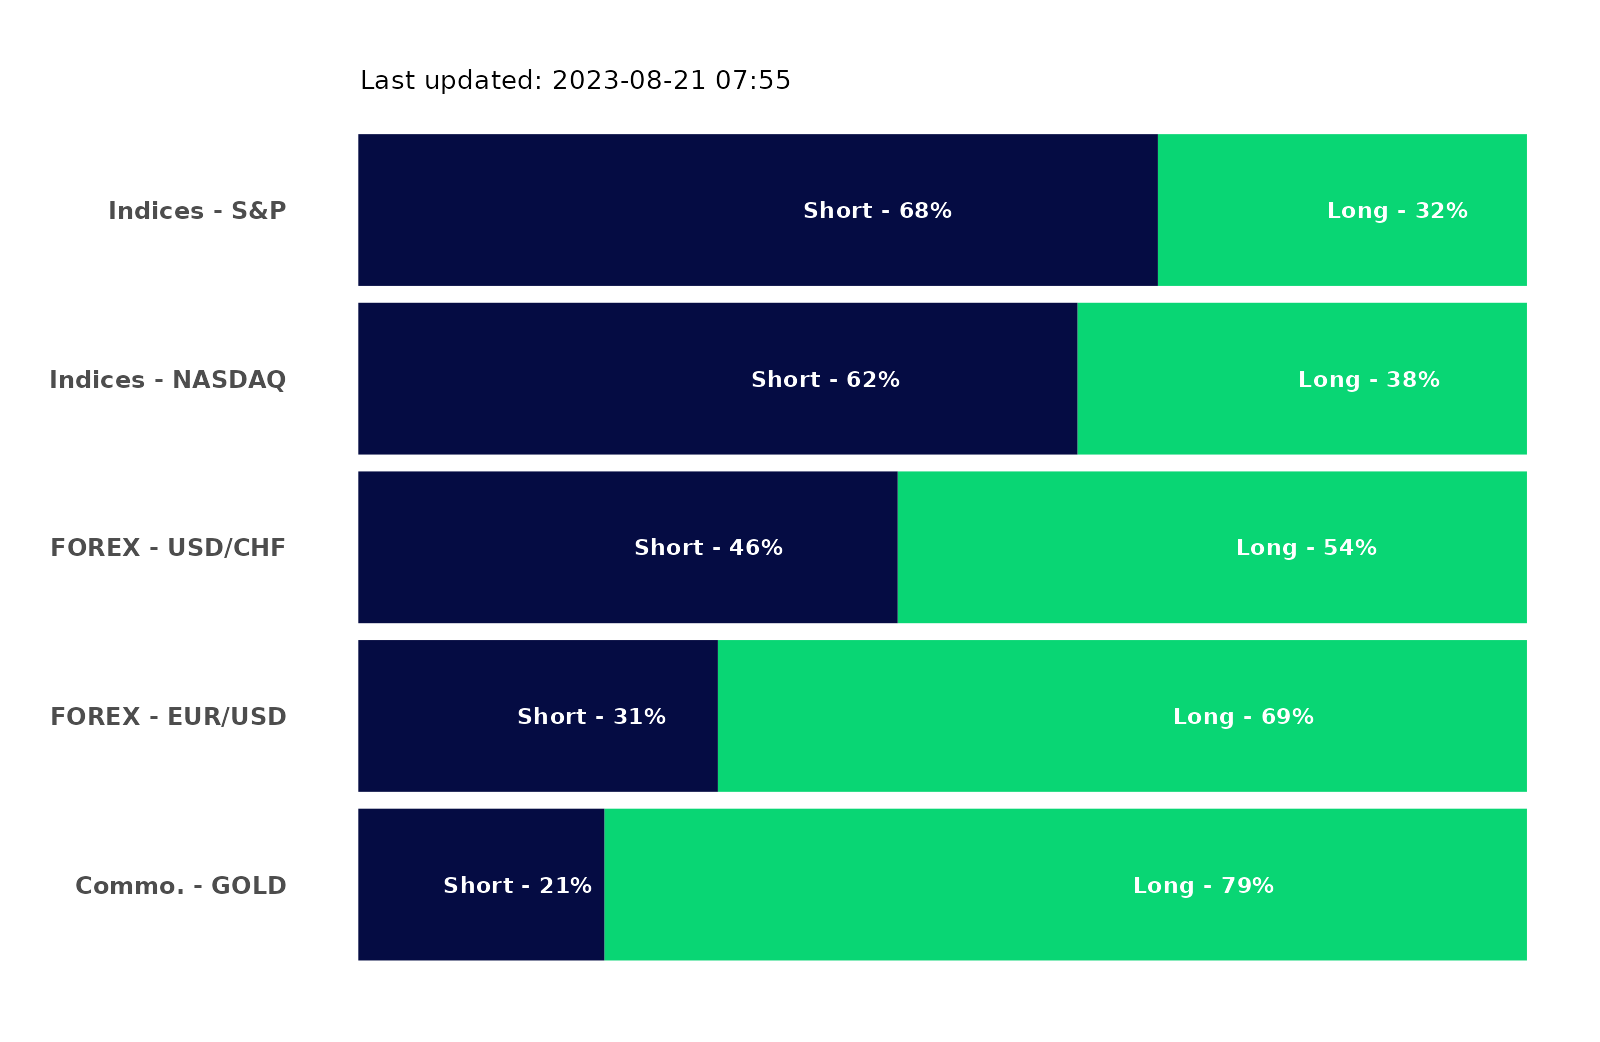 Last updated: 2023-08-21 07:55
Indices - S&P Short - 68% Long - 32%
Indices - NASDAQ Short - 62% Long - 38%
FOREX - USD/CHF Short - 46% Long - 54%
FOREX - EUR/USD Short - 31% Long - 69%
Commo. - GOLD Short - 21% Long - 79%